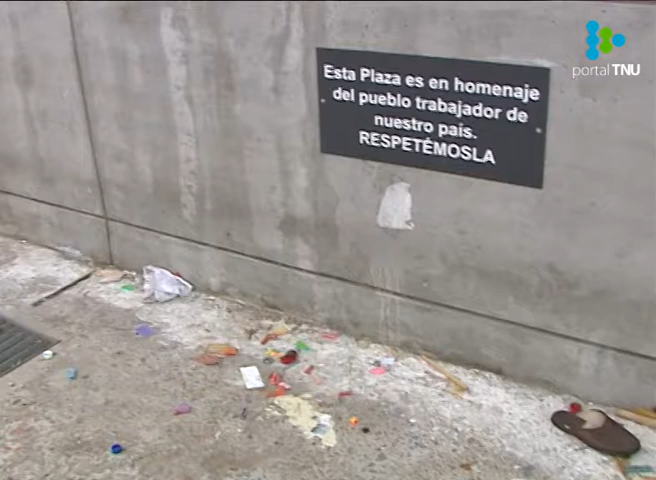 portal TNU
Esta Plaza es en homenaje
del pueblo trabajador de
nuestro país.
RESPETÉMOSLA